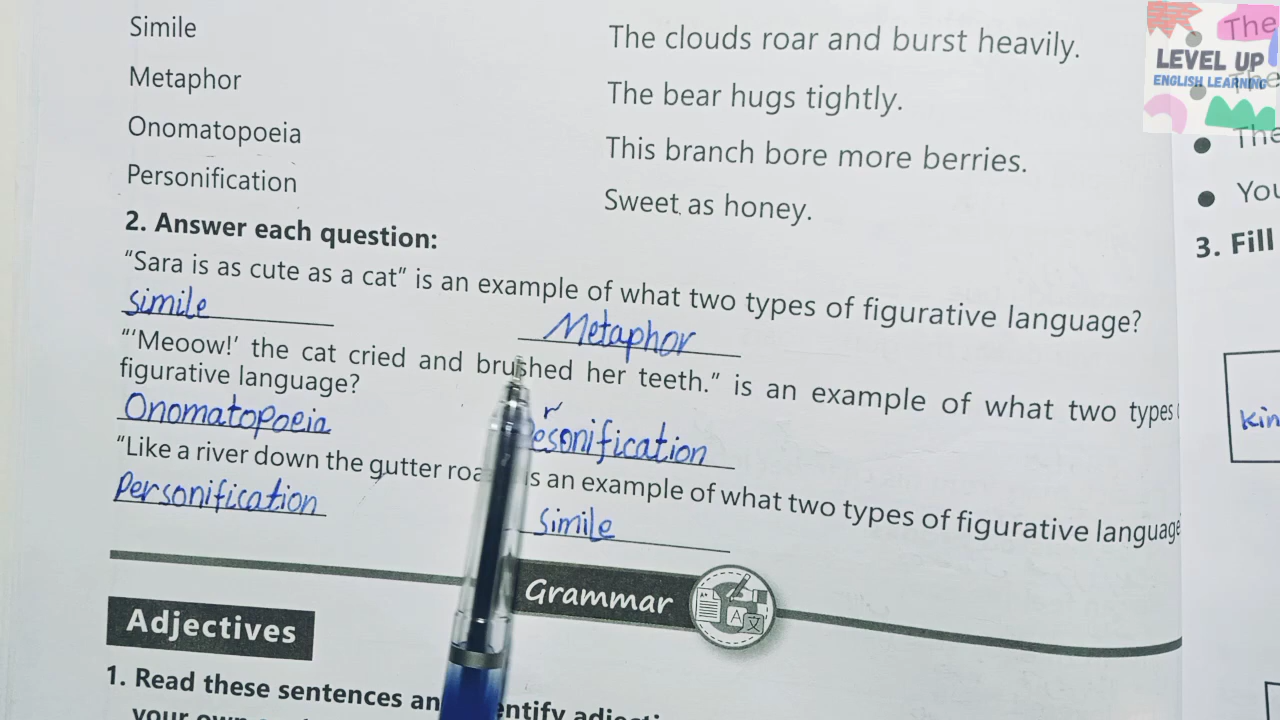 Simile
The clouds roar and burst heavily.
Metaphor
The bear hugs tightly.
Onomatopoeia
This branch bore more berries.
Personification
Sweet as honey.
2. Answer each question:
"Sara is as cute as a cat" is an example of what two types of figurative language?
Simile
Metaphor
"'Meoow!' the cat cried and brushed her teeth." is an example of what two types
figurative language?
Onomatopoeia
r
Pesonification
"Like a river down the gutter is an example of what two types of figurative language
Personification
Simile
Grammar
Adjectives
1. Read these sentences
your own
The
LEVEL UP
ENGLISH LEARNING
The
The
You
3. Fill
kin